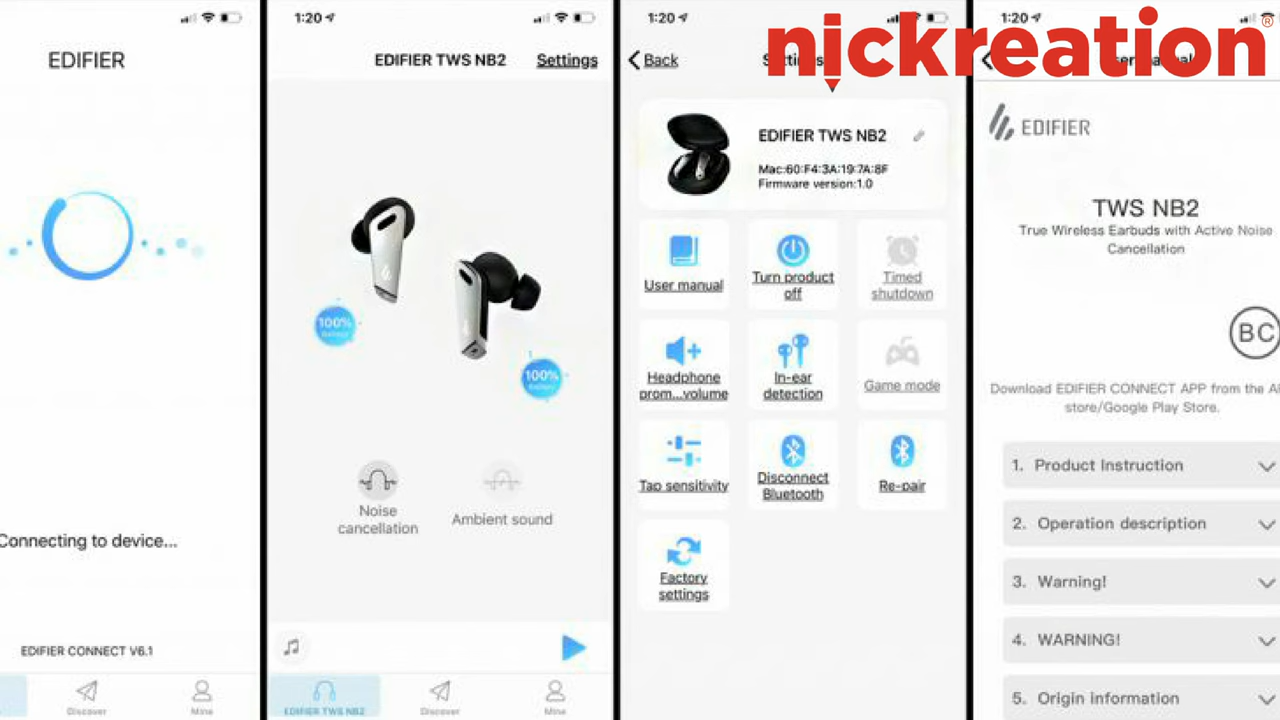 EDIFIER
Connecting to device...
EDIFIER CONNECT V6.1
Discover
Mine
1:20
EDIFIER TWS NB2
Settings
100%
100%
Noise
cancellation
Ambient sound
EDIFIER TWS NB2
Discover
Mine
1:20
nickreation®
Back
EDIFIER TWS NB2
Mac:60:F4:3A:19:7A:8F
Firmware version:1.0
User manual
Turn product
off
Timed
shutdown
Headphone
prom...volume
In-ear
detection
Game mode
Tap sensitivity
Disconnect
Bluetooth
Re-pair
Factory
settings
1:20
EDIFIER
TWS NB2
True Wireless Earbuds with Active Noise
Cancellation
BC
Download EDIFIER CONNECT APP from the
store/Google Play Store.
1. Product Instruction
2. Operation description
3. Warning!
4. WARNING!
5. Origin information